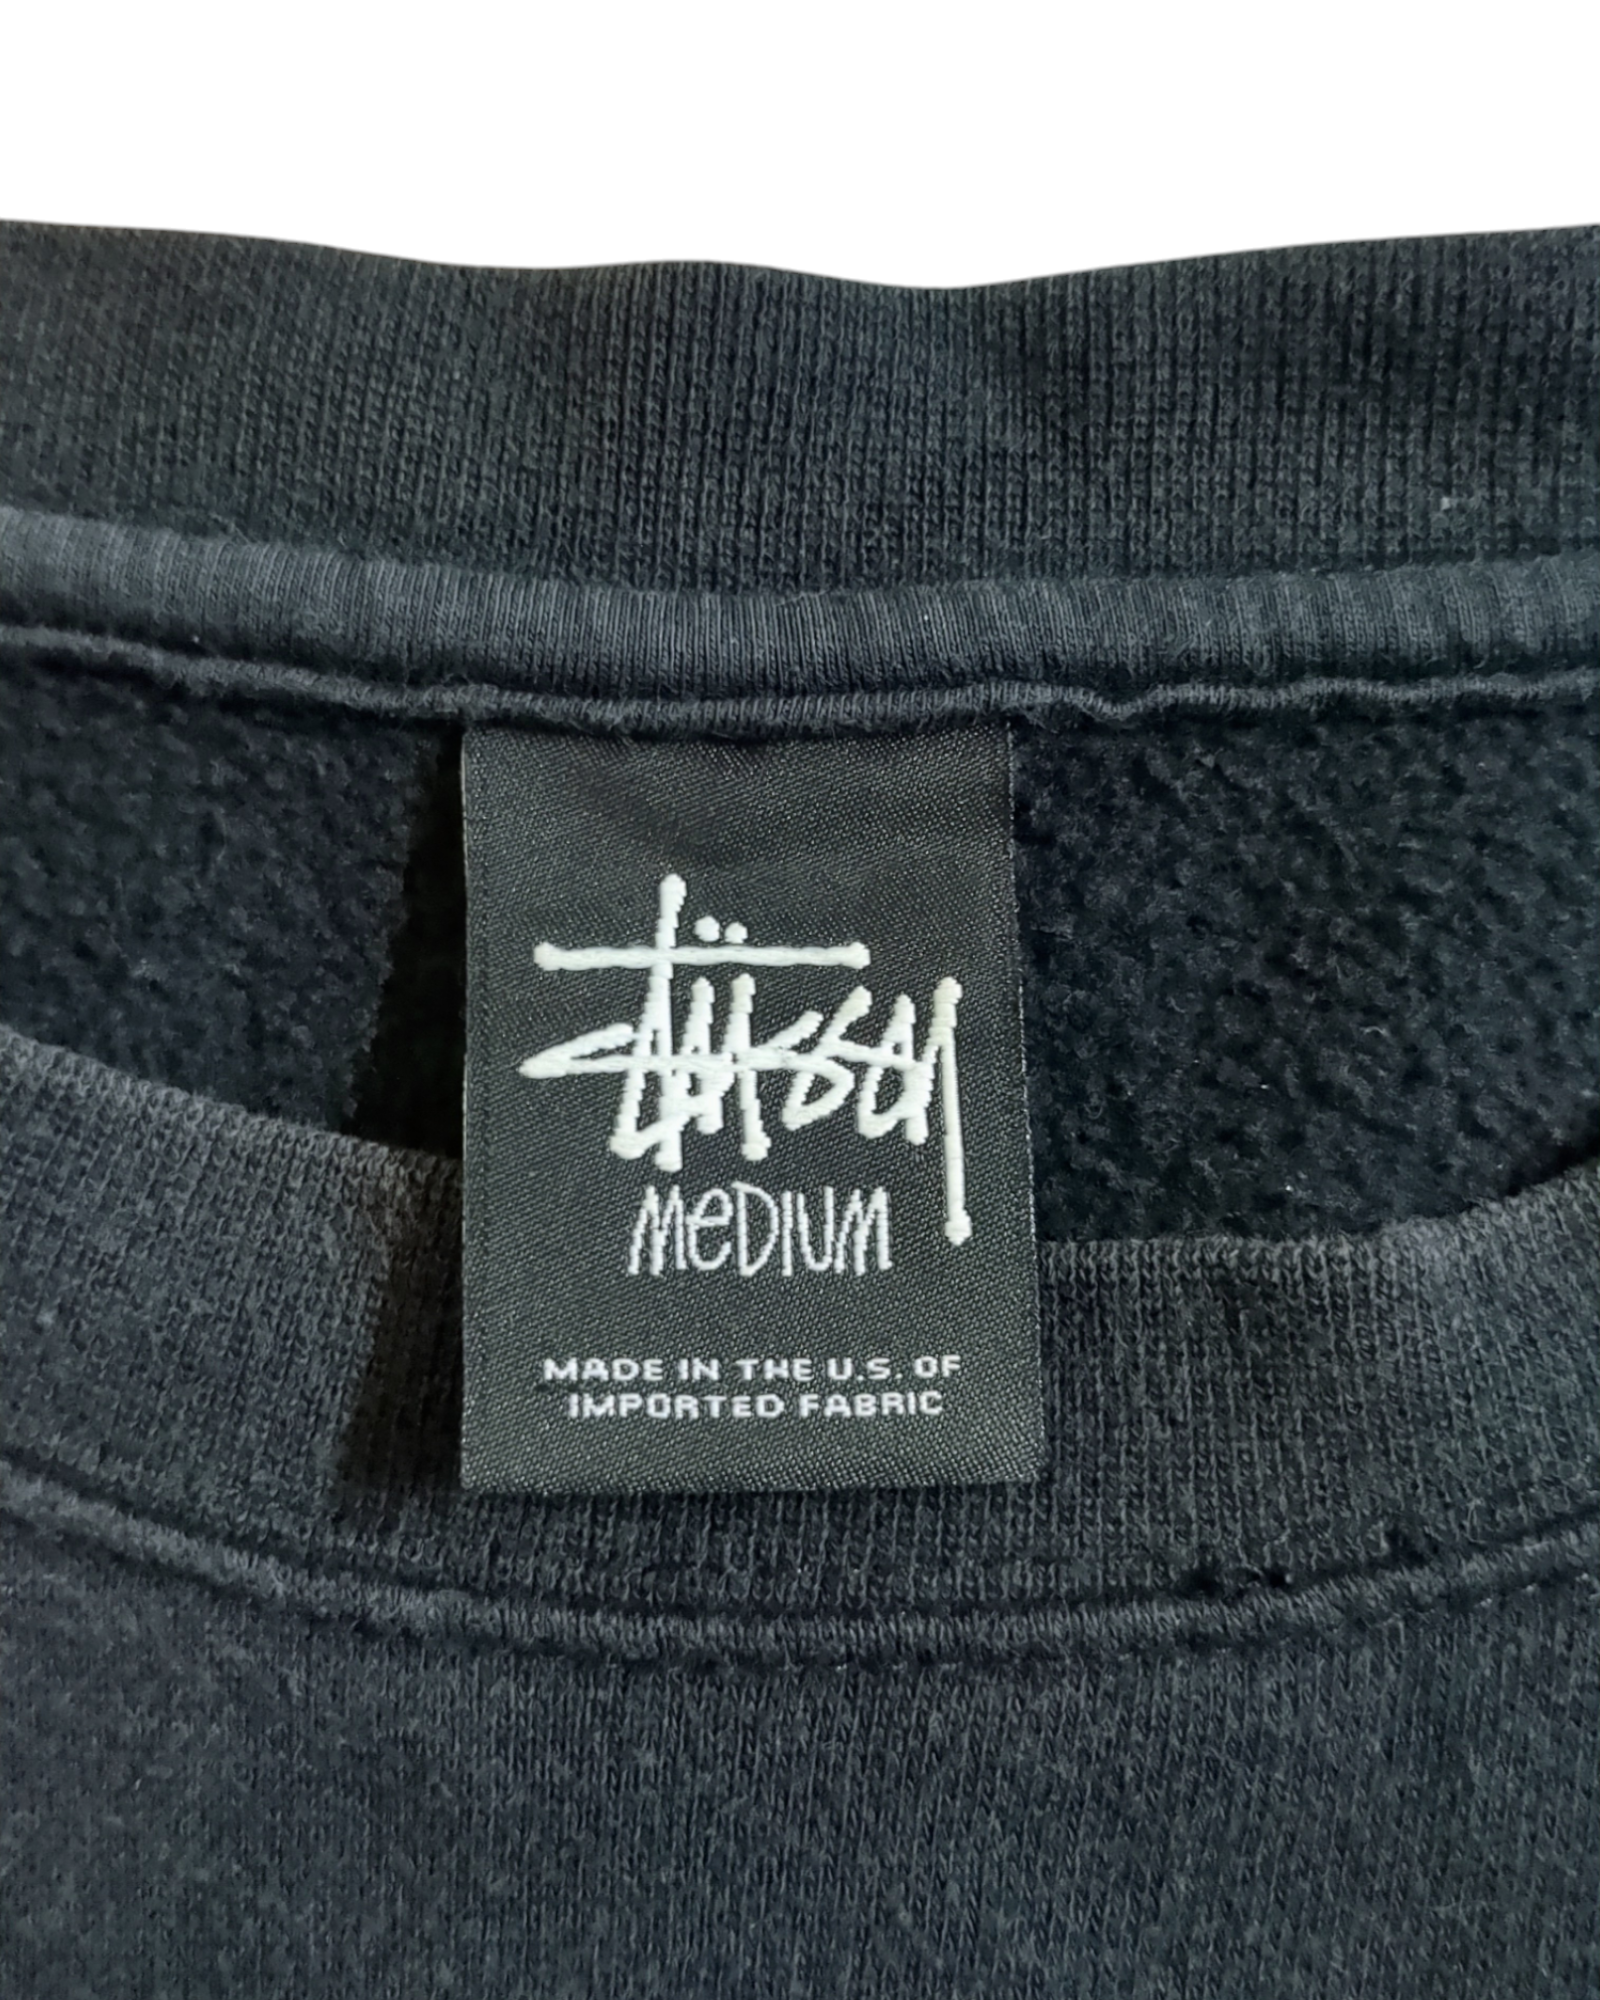 Stüssy
MeDIUM
MADE IN THE U.S. OF
IMPORTED FABRIC